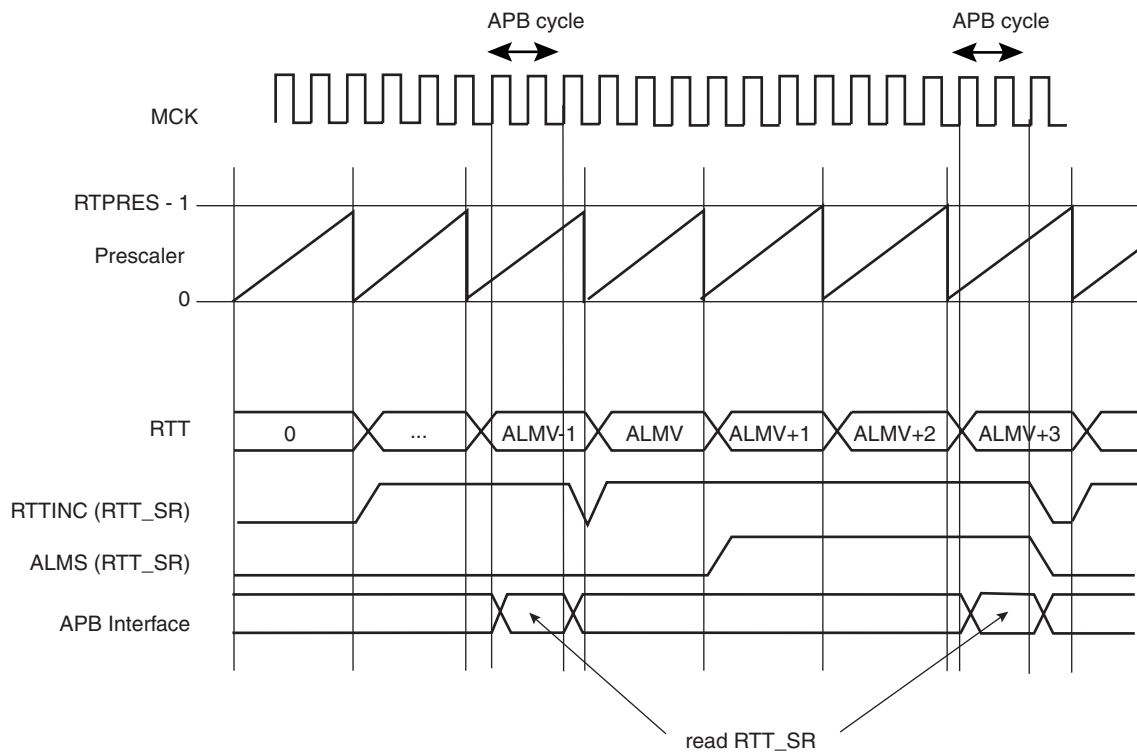 APB cycle
APB cycle
MCK
RTPRES - 1
Prescaler
0
RTT
0
...
ALMV-1
ALMV
ALMV+1
ALMV+2
ALMV+3
RTTINC (RTT_SR)
ALMS (RTT_SR)
APB Interface
read RTT_SR